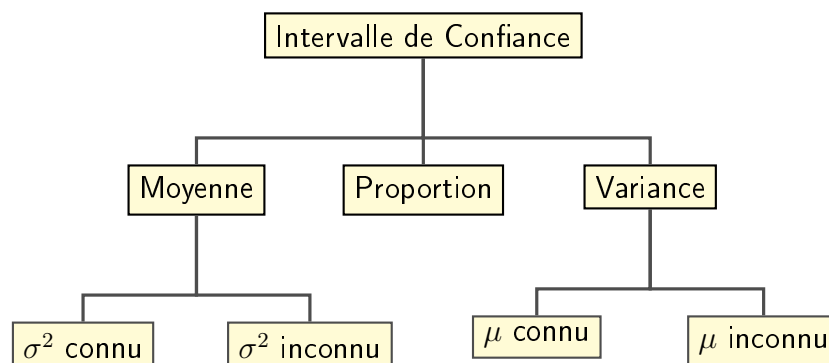 Intervalle de Confiance
Moyenne
Proportion
Variance
σ² connu
σ² inconnu
μ connu
μ inconnu